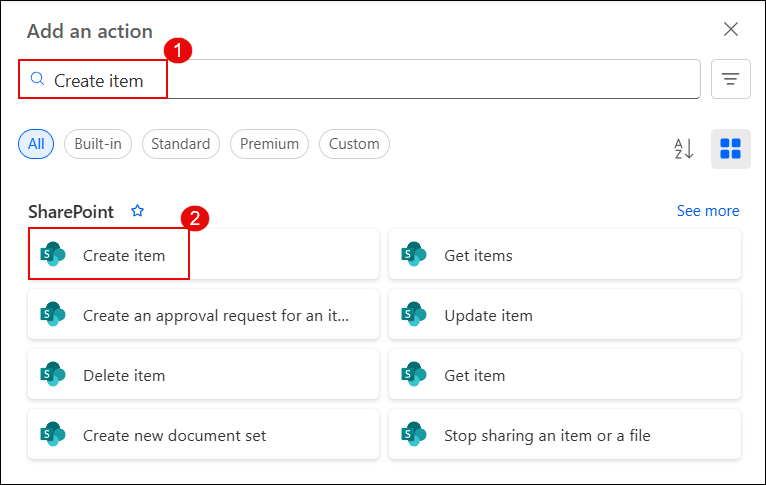 Add an action
1
Create item
All Built-in Standard Premium Custom
A
Z
SharePoint
2
See more
S Create item
S Get items
S Create an approval request for an it...
S Update item
S Delete item
S Get item
S Create new document set
S Stop sharing an item or a file